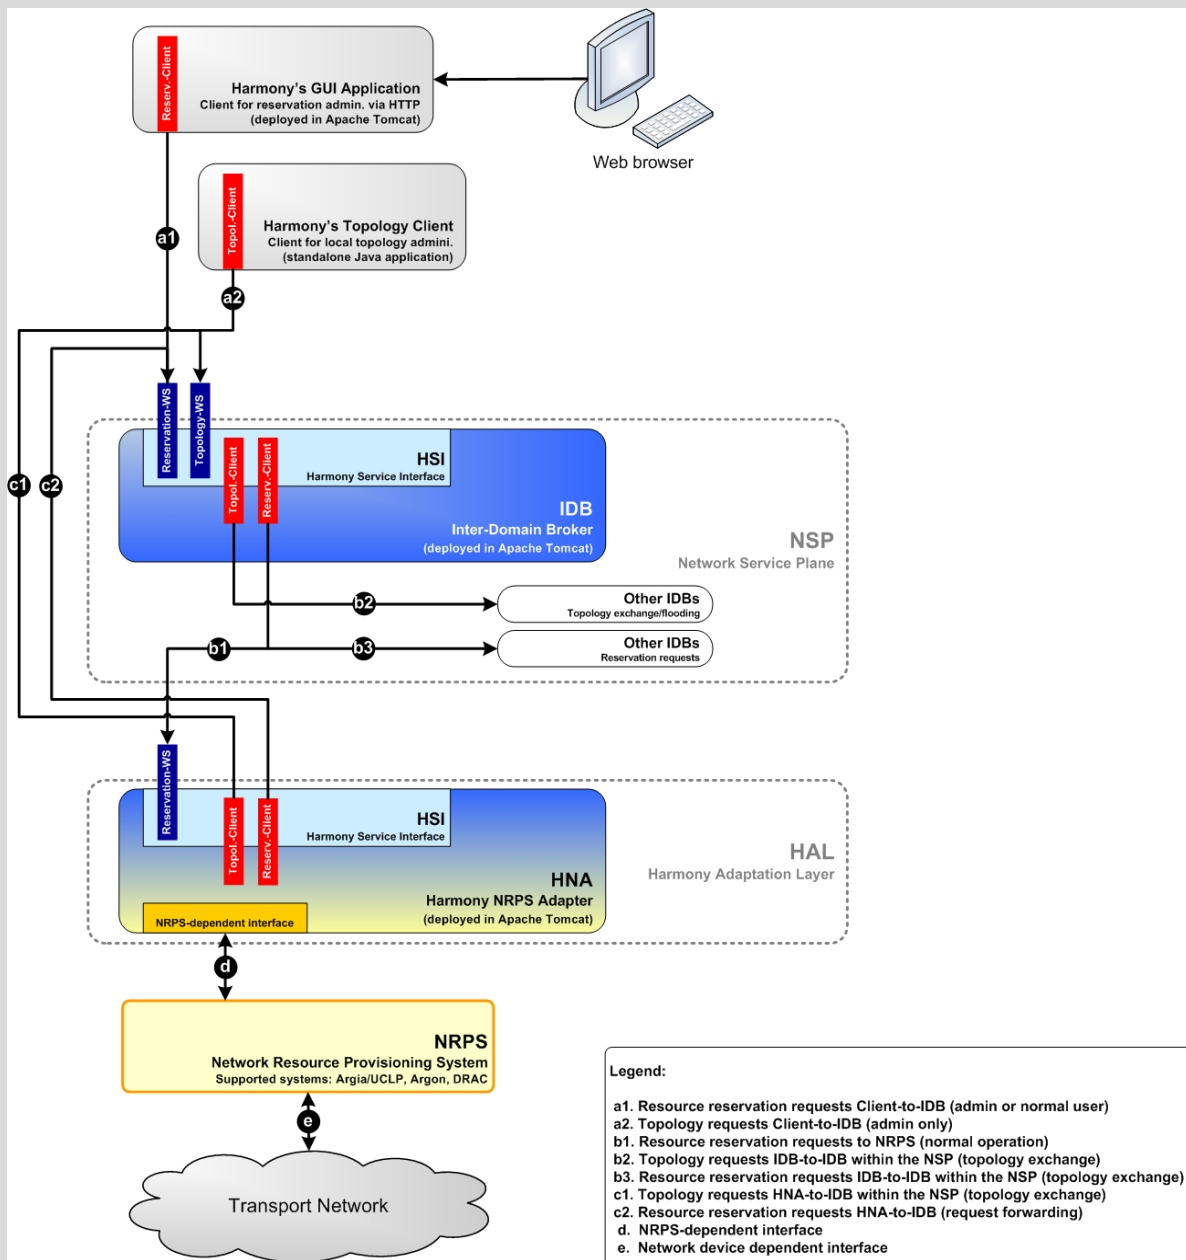 Reserv.-Client
Harmony's GUI Application
Client for reservation admin. via HTTP
(deployed in Apache Tomcat)
Web browser
Topol.-Client
Harmony's Topology Client
Client for local topology admini.
(standalone Java application)
a1
a2
Reservation-WS
Topology-WS
c1
c2
Topol.-Client
Reserv.-Client
HSI
Harmony Service Interface
IDB
Inter-Domain Broker
(deployed in Apache Tomcat)
NSP
Network Service Plane
b2
Other IDBs
Topology exchange/flooding
b1
b3
Other IDBs
Reservation requests
Reservation-WS
Topol.-Client
Reserv.-Client
HSI
Harmony Service Interface
HNA
Harmony NRPS Adapter
(deployed in Apache Tomcat)
NRPS-dependent interface
HAL
Harmony Adaptation Layer
d
NRPS
Network Resource Provisioning System
Supported systems: Argia/UCLP, Argon, DRAC
e
Transport Network
Legend:
a1. Resource reservation requests Client-to-IDB (admin or normal user)
a2. Topology requests Client-to-IDB (admin only)
b1. Resource reservation requests to NRPS (normal operation)
b2. Topology requests IDB-to-IDB within the NSP (topology exchange)
b3. Resource reservation requests IDB-to-IDB within the NSP (topology exchange)
c1. Topology requests HNA-to-IDB within the NSP (topology exchange)
c2. Resource reservation requests HNA-to-IDB (request forwarding)
d. NRPS-dependent interface
e. Network device dependent interface